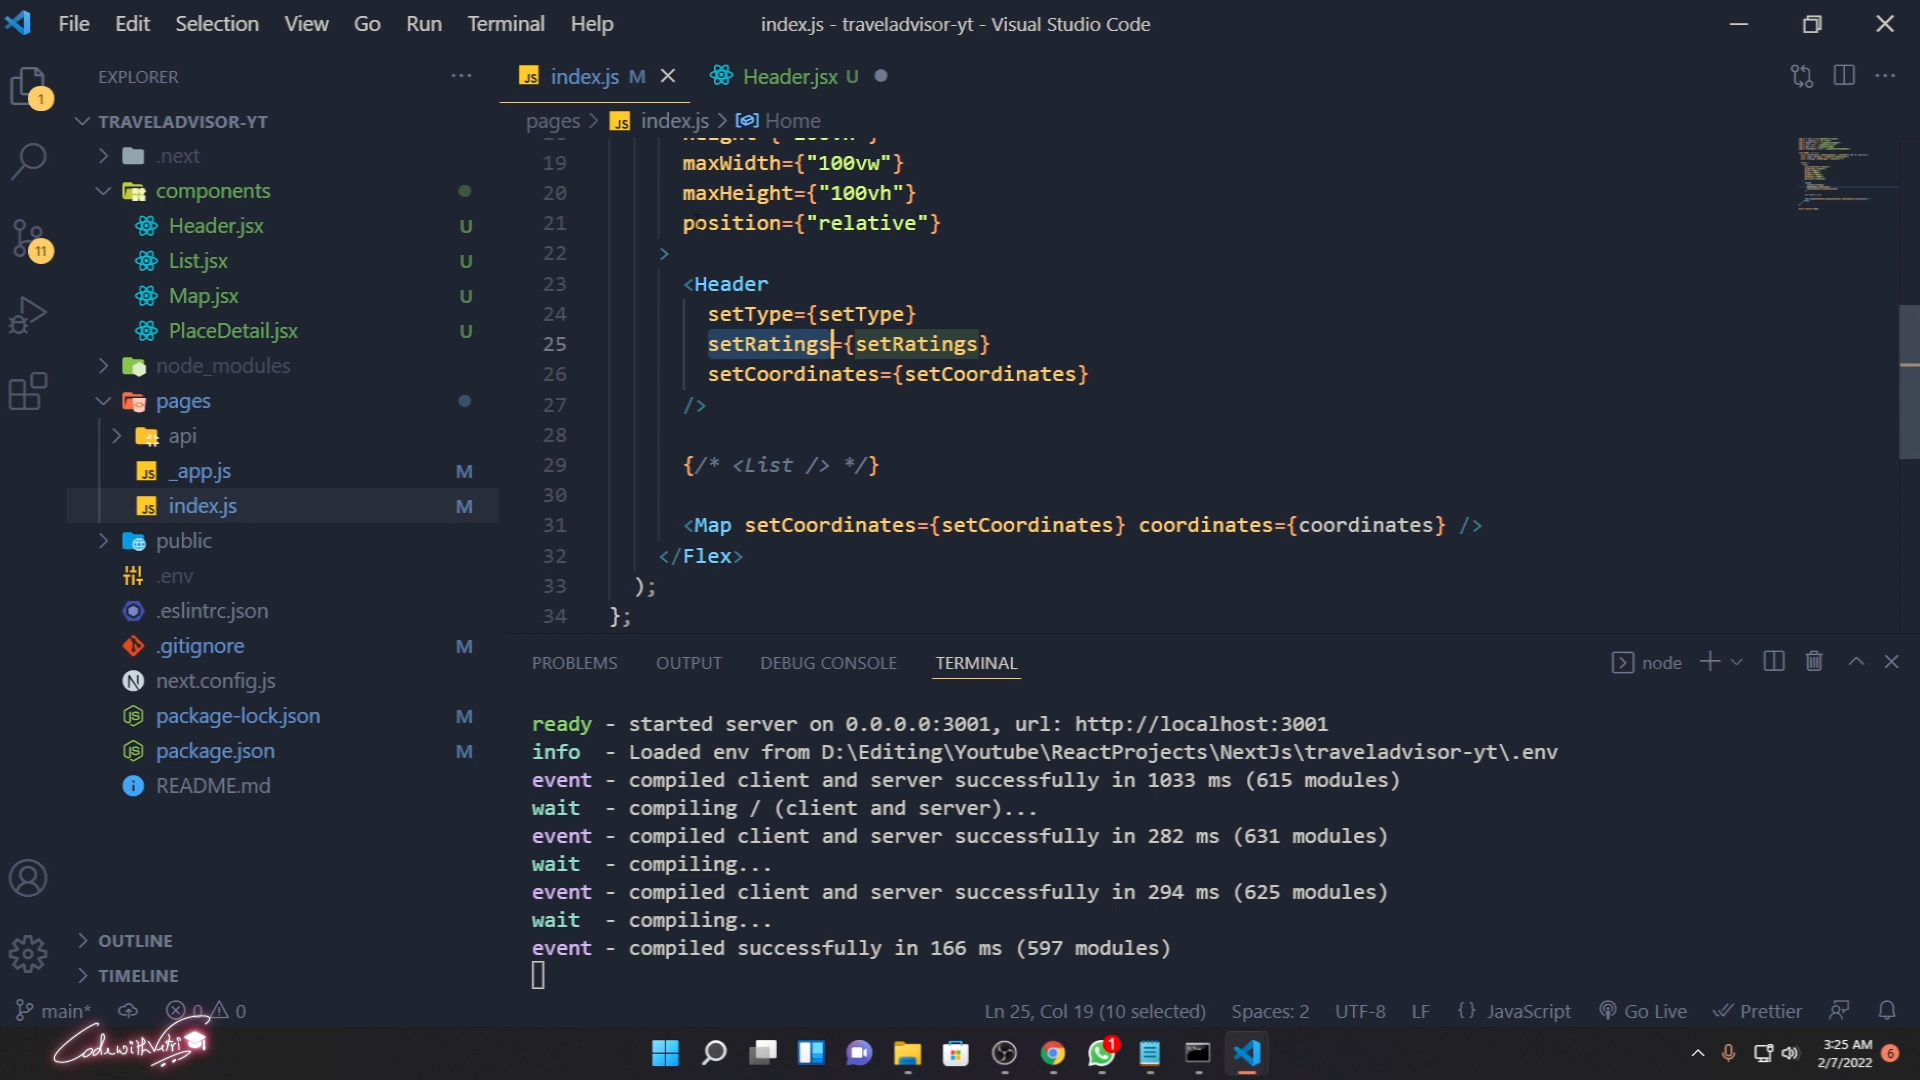 File Edit Selection View Go Run Terminal Help
index.js - traveladvisor-yt - Visual Studio Code
EXPLORER
1
11
TRAVELADVISOR-YT
.next
components
Header.jsx U
List.jsx U
Map.jsx U
PlaceDetail.jsx U
node_modules
pages
api
JS _app.js M
JS index.js M
public
.env
.eslintrc.json
.gitignore M
N next.config.js
package-lock.json M
package.json M
README.md
OUTLINE
TIMELINE
JS index.js M
Header.jsx U
pages > JS index.js > Home
19 maxWidth={"100vw"}
20 maxHeight={"100vh"}
21 position={"relative"}
22 >
23 <Header
24 setType={setType}
25 setRatings={setRatings}
26 setCoordinates={setCoordinates}
27 />
28
29 {/* <List /> */}
30
31 <Map setCoordinates={setCoordinates} coordinates={coordinates} />
32 </Flex>
33 );
34 };
PROBLEMS OUTPUT DEBUG CONSOLE TERMINAL
node
ready - started server on 0.0.0.0:3001, url: http://localhost:3001
info - Loaded env from D:\Editing\Youtube\ReactProjects\NextJs\traveladvisor-yt\.env
event - compiled client and server successfully in 1033 ms (615 modules)
wait - compiling / (client and server)...
event - compiled client and server successfully in 282 ms (631 modules)
wait - compiling...
event - compiled client and server successfully in 294 ms (625 modules)
wait - compiling...
event - compiled successfully in 166 ms (597 modules)
main* 0 0
Ln 25, Col 19 (10 selected) Spaces: 2 UTF-8 LF {} JavaScript Go Live Prettier
1
3:25 AM
2/7/2022
6